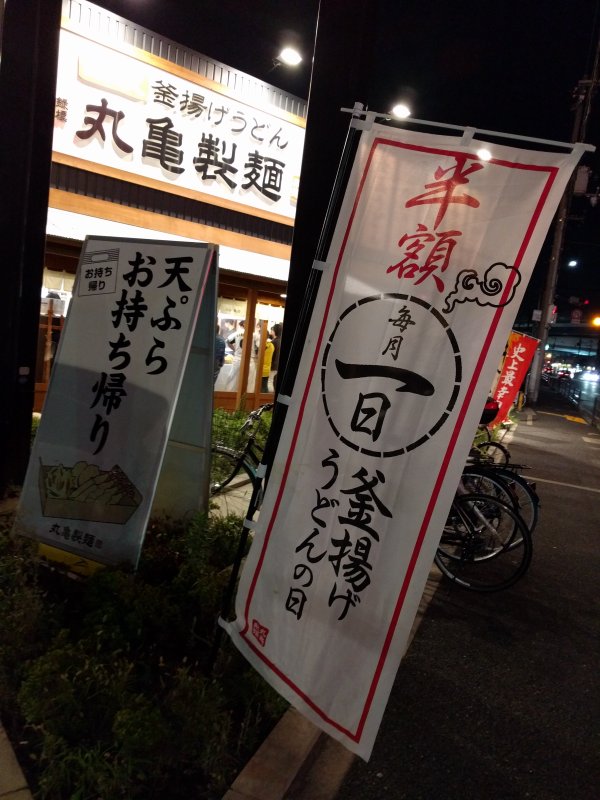 釜揚げうどん
丸亀製麺
お持ち
帰り
天ぷら
お持ち帰り
丸亀製麺
半額
毎月
一日
釜揚げ
うどんの日
史上最幸